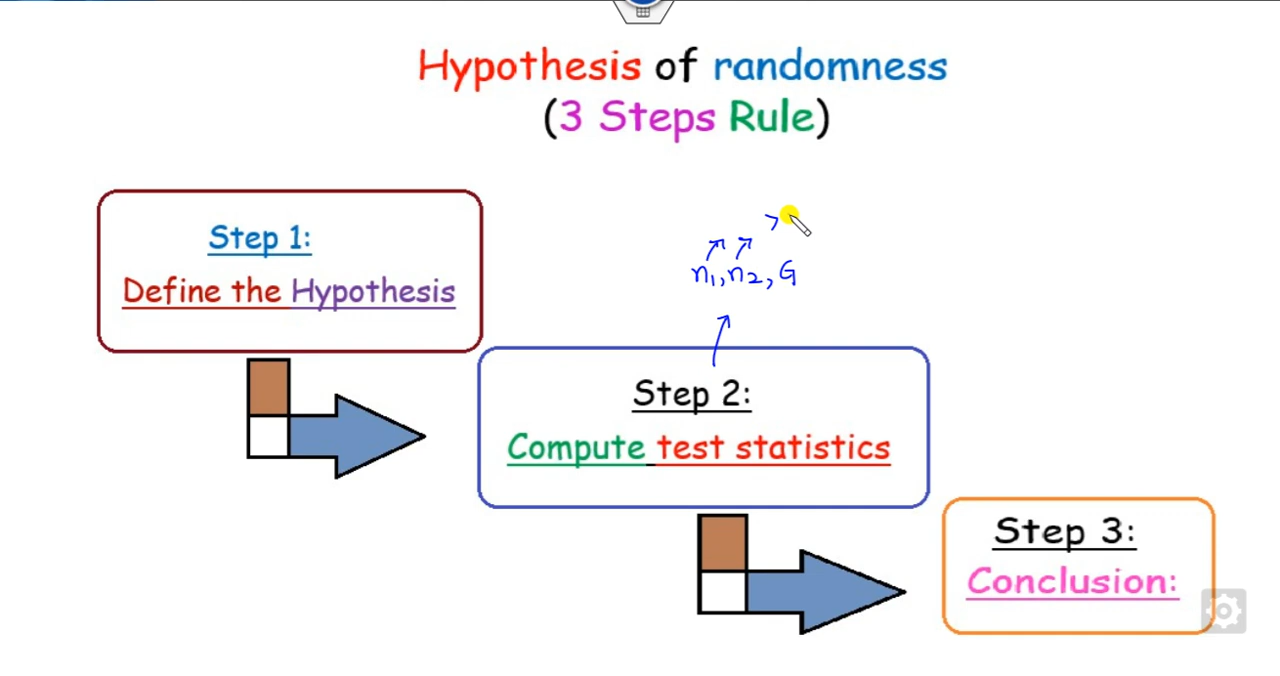 Hypothesis of randomness
(3 Steps Rule)
Step 1:
Define the Hypothesis
>
n1, n2, G
Step 2:
Compute test statistics
Step 3:
Conclusion: